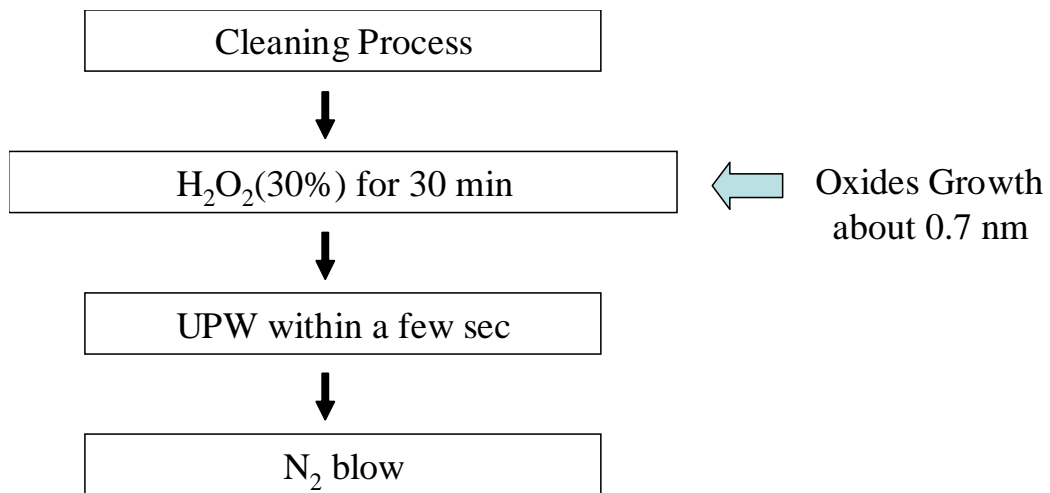 Cleaning Process
H₂O₂(30%) for 30 min
Oxides Growth
about 0.7 nm
UPW within a few sec
N₂ blow